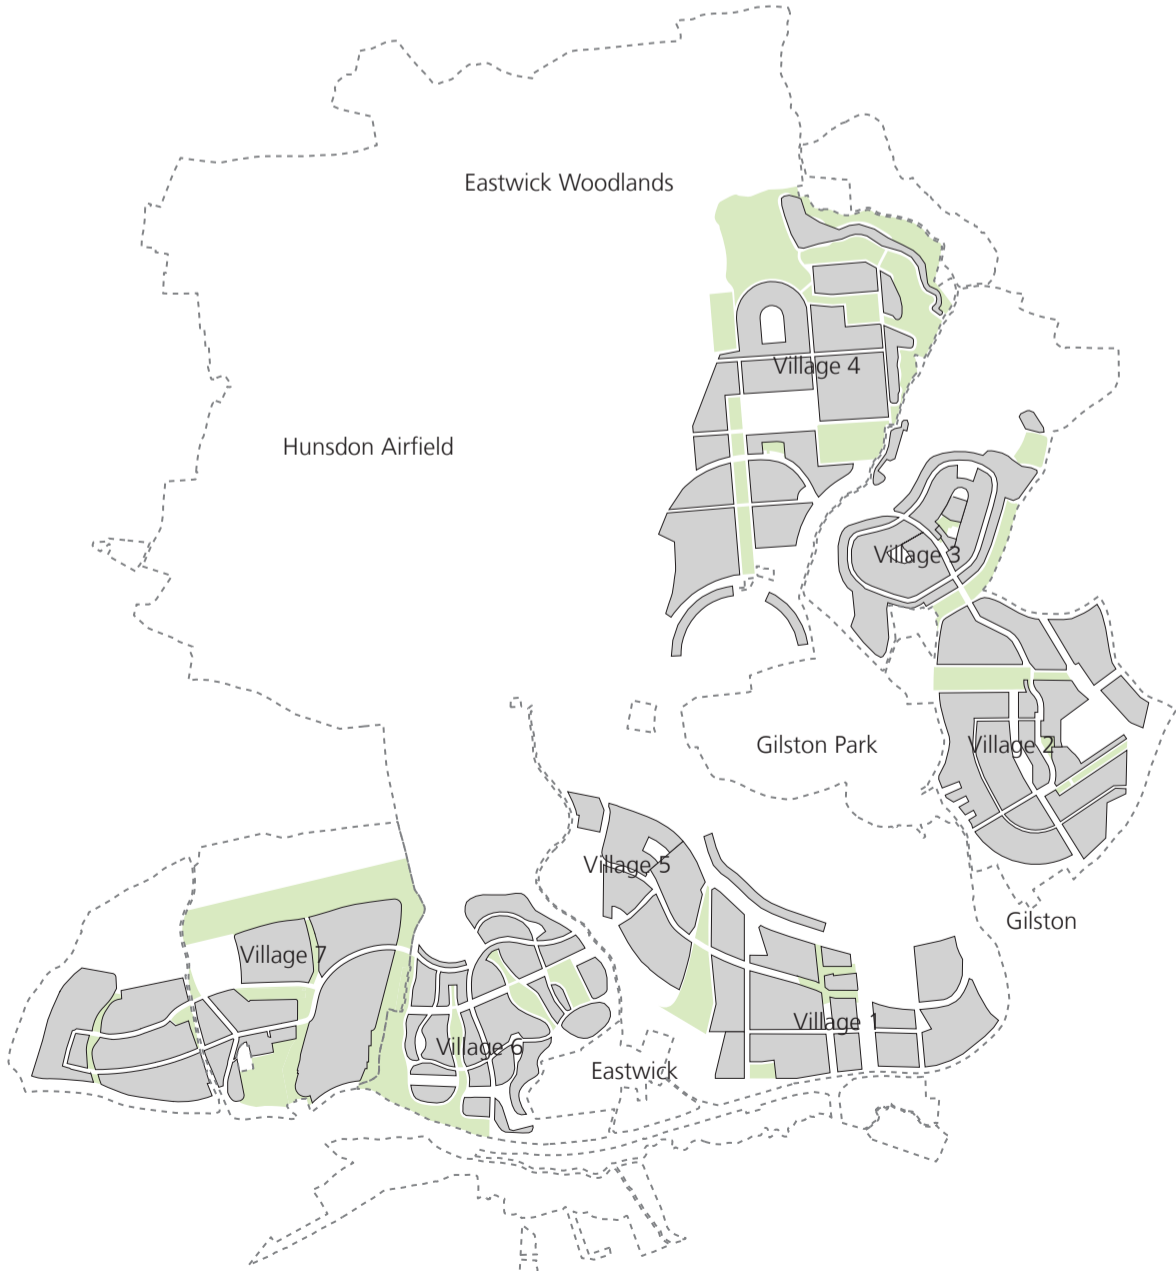 Eastwick Woodlands
Village 4
Hunsdon Airfield
Village 3
Gilston Park
Village 2
Village 5
Gilston
Village 7
Village 1
Village 6
Eastwick